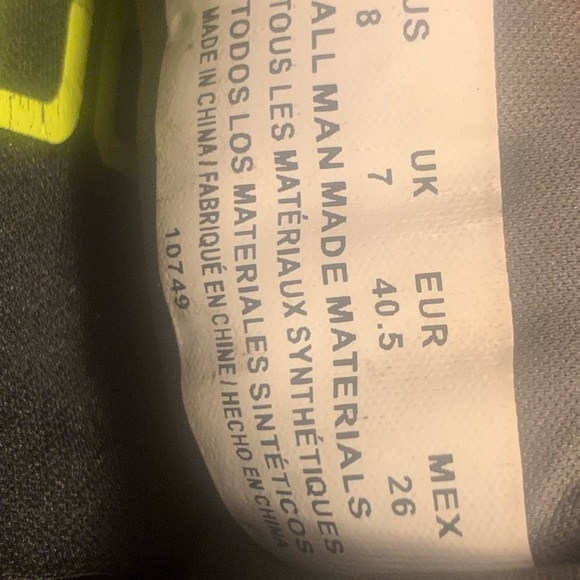 US UK EUR MEX
8 7 40.5 26
ALL MAN MADE MATERIALS
TOUS LES MATÉRIAUX SYNTHÉTIQUES
TODOS LOS MATERIALES SINTÉTICOS
MADE IN CHINA / FABRIQUÉ EN CHINE / HECHO EN CHINA
10749